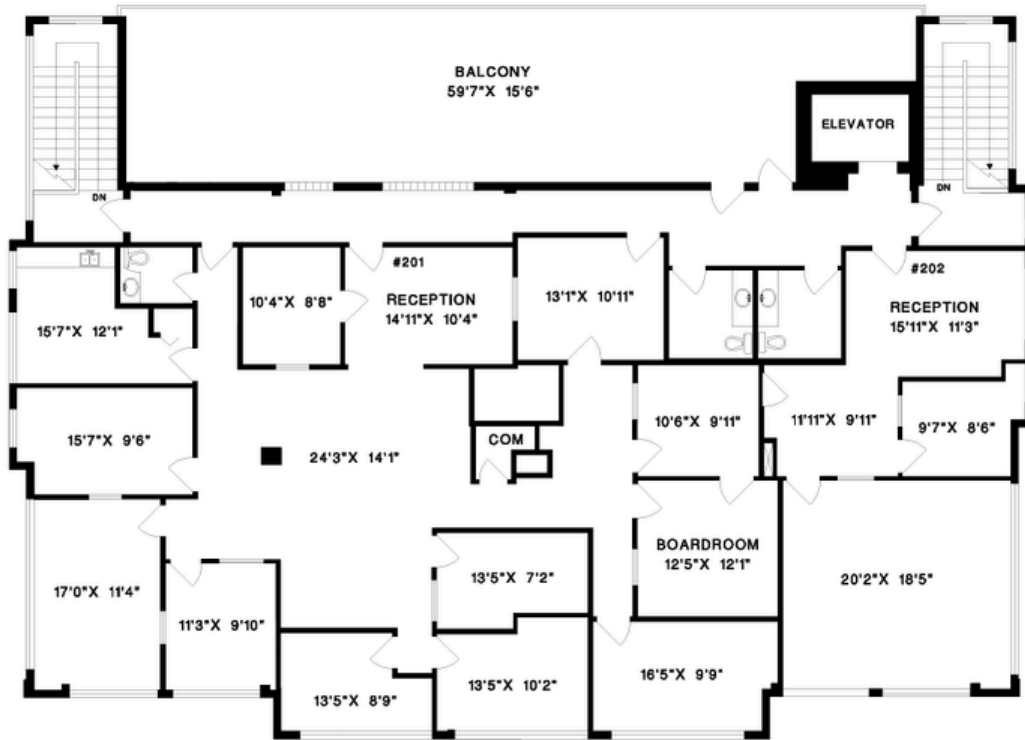 BALCONY
59'7"X 15'6"
ELEVATOR
DN
DN
#201
#202
10'4"X 8'8"
RECEPTION
14'11"X 10'4"
13'1"X 10'11"
RECEPTION
15'11"X 11'3"
15'7"X 12'1"
15'7"X 9'6"
24'3"X 14'1"
COM
10'6"X 9'11"
11'11"X 9'11"
9'7"X 8'6"
BOARDROOM
12'5"X 12'1"
17'0"X 11'4"
11'3"X 9'10"
13'5"X 7'2"
20'2"X 18'5"
13'5"X 8'9"
13'5"X 10'2"
16'5"X 9'9"